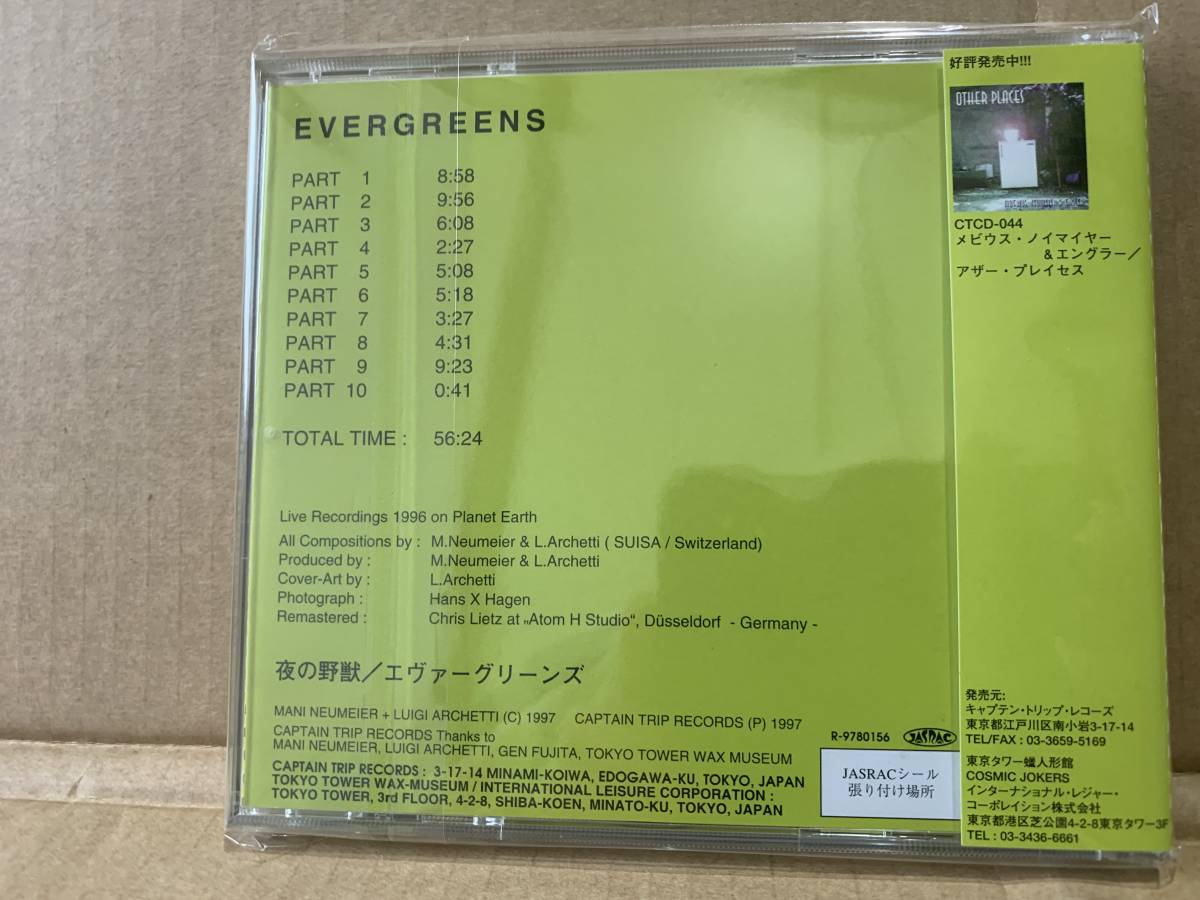 EVERGREENS
PART 1 8:58
PART 2 9:56
PART 3 6:08
PART 4 2:27
PART 5 5:08
PART 6 5:18
PART 7 3:27
PART 8 4:31
PART 9 9:23
PART 10 0:41
TOTAL TIME : 56:24
Live Recordings 1996 on Planet Earth
All Compositions by : M.Neumeier & L.Archetti ( SUISA / Switzerland)
Produced by : M.Neumeier & L.Archetti
Cover-Art by : L.Archetti
Photograph : Hans X Hagen
Remastered : Chris Lietz at „Atom H Studio“, Düsseldorf - Germany -
夜の野獣／エヴァーグリーンズ
MANI NEUMEIER + LUIGI ARCHETTI (C) 1997 CAPTAIN TRIP RECORDS (P) 1997
CAPTAIN TRIP RECORDS Thanks to
MANI NEUMEIER, LUIGI ARCHETTI, GEN FUJITA, TOKYO TOWER WAX MUSEUM
CAPTAIN TRIP RECORDS : 3-17-14 MINAMI-KOIWA, EDOGAWA-KU, TOKYO, JAPAN
TOKYO TOWER WAX-MUSEUM / INTERNATIONAL LEISURE CORPORATION :
TOKYO TOWER, 3rd FLOOR, 4-2-8, SHIBA-KOEN, MINATO-KU, TOKYO, JAPAN
R-9780156 JASRAC
JASRACシール
張り付け場所
好評発売中!!!
OTHER PLACES
CTCD-044
メビウス・ノイマイヤー
＆エングラー／
アザー・プレイセス
発売元:
キャプテン・トリップ・レコーズ
東京都江戸川区南小岩3-17-14
TEL/FAX : 03-3659-5169
東京タワー蠟人形館
COSMIC JOKERS
インターナショナル・レジャー・
コーポレイション株式会社
東京都港区芝公園4-2-8東京タワー3F
TEL : 03-3436-6661